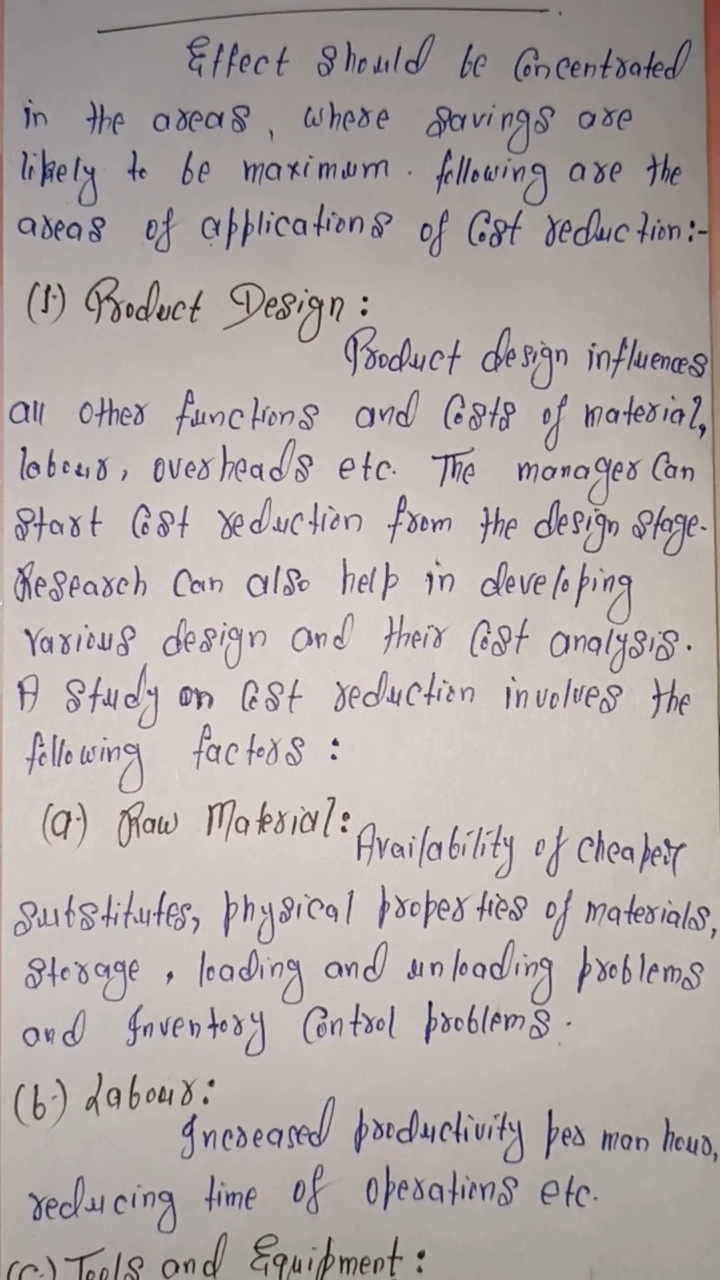 Effect should be Concentrated
in the areas, where savings are
likely to be maximum. following are the
areas of applications of Cost reduction:-
(1.) Product Design:
Product design influences
all other functions and Costs of material,
labour, overheads etc. The manager Can
start Cost reduction from the design stage.
Research Can also help in developing
various design and their Cost analysis.
A study on Cost reduction involves the
following factors:
(a.) Raw Material:
Availability of cheaper
substitutes, physical properties of materials,
storage, loading and unloading problems
and Inventory Control problems.
(b.) Labour:
Increased productivity per man hour,
reducing time of operations etc.
(c.) Tools and Equipment: